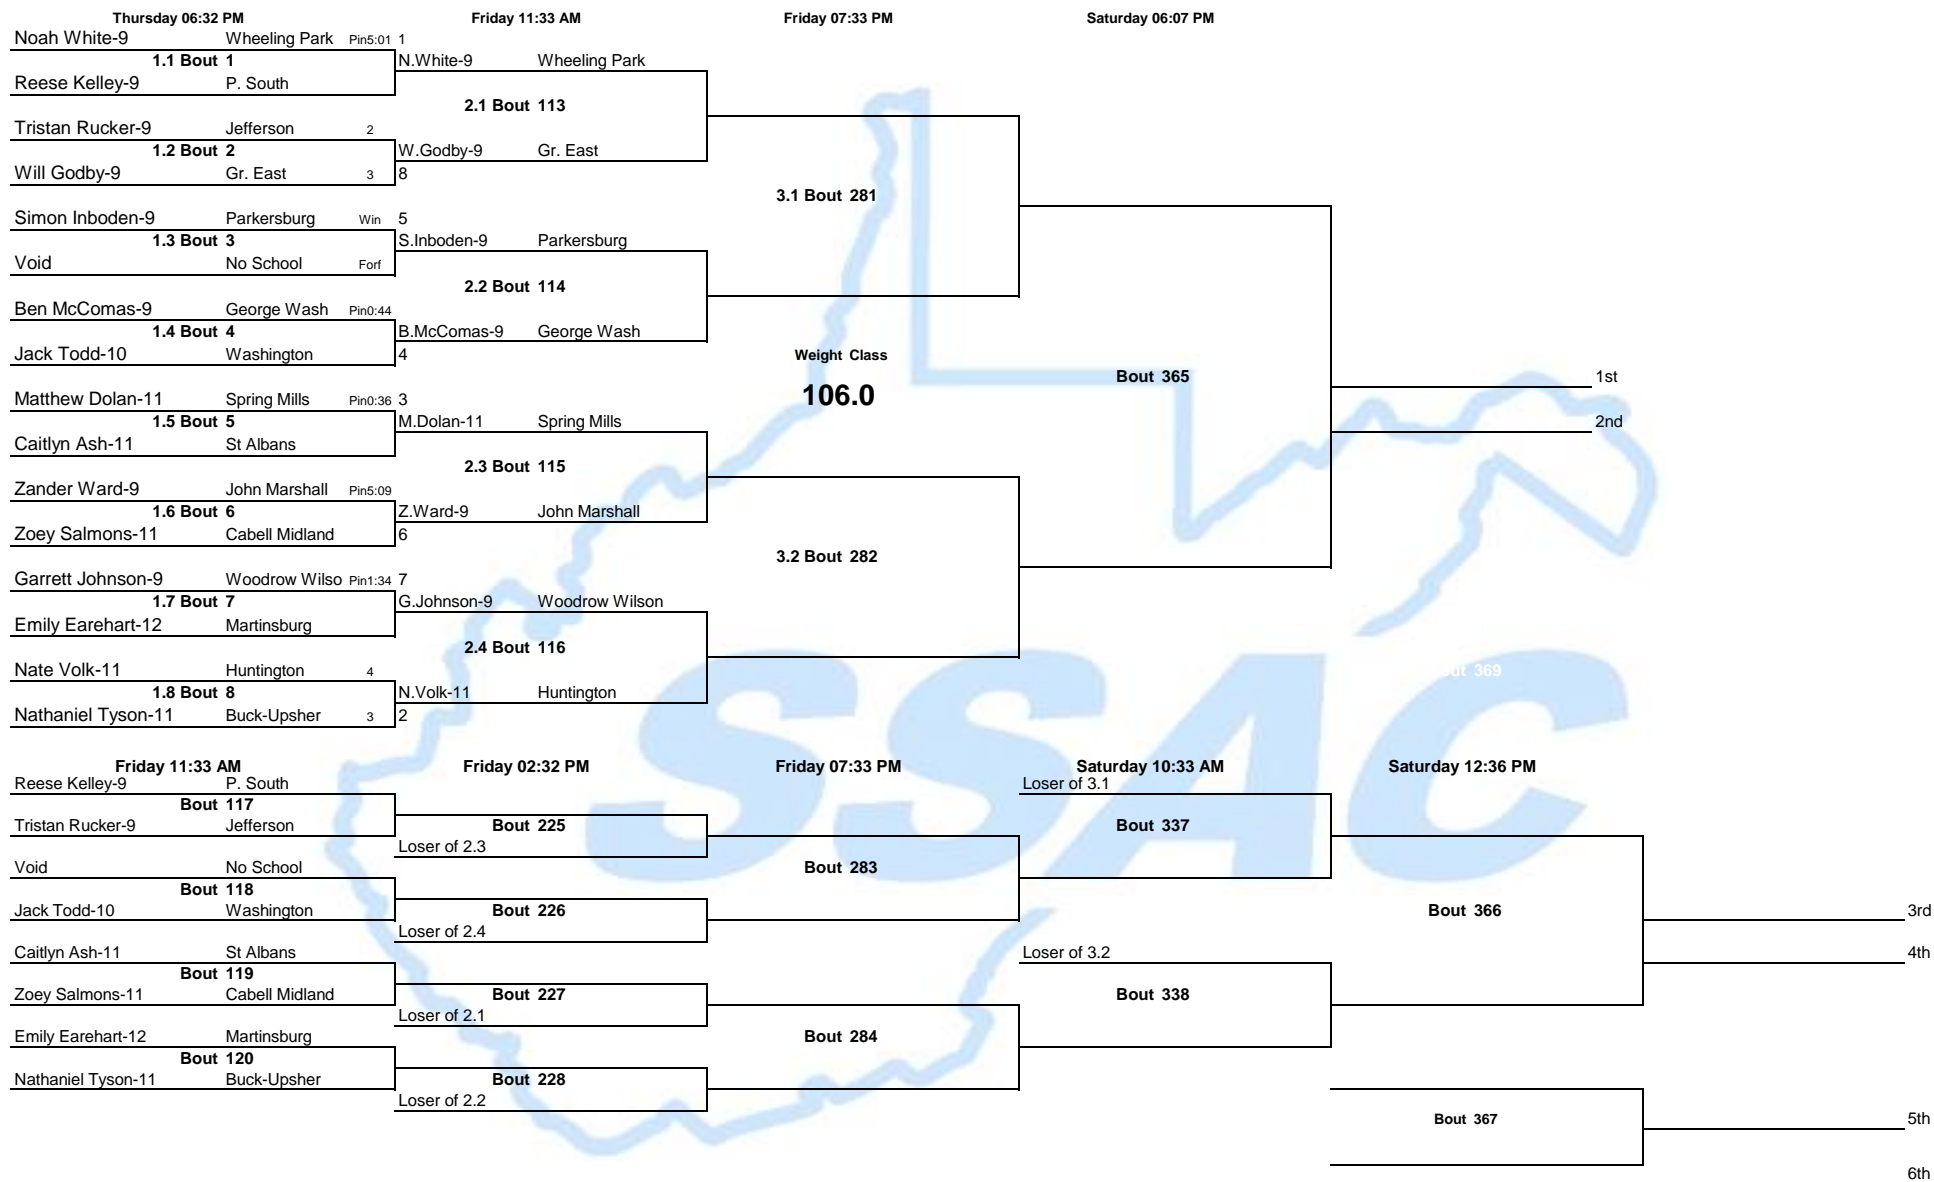 Thursday 06:32 PM Friday 11:33 AM Friday 07:33 PM Saturday 06:07 PM
Noah White-9 Wheeling Park Pin5:01 1
1.1 Bout 1 N.White-9 Wheeling Park
Reese Kelley-9 P. South
2.1 Bout 113
Tristan Rucker-9 Jefferson 2
1.2 Bout 2 W.Godby-9 Gr. East
Will Godby-9 Gr. East 3 8
3.1 Bout 281
Simon Inboden-9 Parkersburg Win 5
1.3 Bout 3 S.Inboden-9 Parkersburg
Void No School Forf
2.2 Bout 114
Ben McComas-9 George Wash Pin0:44
1.4 Bout 4 B.McComas-9 George Wash
Jack Todd-10 Washington 4 Weight Class
Bout 365 1st
Matthew Dolan-11 Spring Mills Pin0:36 3 106.0
1.5 Bout 5 M.Dolan-11 Spring Mills 2nd
Caitlyn Ash-11 St Albans
2.3 Bout 115
Zander Ward-9 John Marshall Pin5:09
1.6 Bout 6 Z.Ward-9 John Marshall
Zoey Salmons-11 Cabell Midland 6
3.2 Bout 282
Garrett Johnson-9 Woodrow Wilso Pin1:34 7
1.7 Bout 7 G.Johnson-9 Woodrow Wilson
Emily Earehart-12 Martinsburg
2.4 Bout 116
Nate Volk-11 Huntington 4 Bout 369
1.8 Bout 8 N.Volk-11 Huntington
Nathaniel Tyson-11 Buck-Upsher 3 2
SSAC
Friday 11:33 AM Friday 02:32 PM Friday 07:33 PM Saturday 10:33 AM Saturday 12:36 PM
Reese Kelley-9 P. South Loser of 3.1
Bout 117
Tristan Rucker-9 Jefferson Bout 225 Bout 337
Loser of 2.3
Void No School Bout 283
Bout 118
Jack Todd-10 Washington Bout 226 Bout 366 3rd
Loser of 2.4
Caitlyn Ash-11 St Albans Loser of 3.2 4th
Bout 119
Zoey Salmons-11 Cabell Midland Bout 227 Bout 338
Loser of 2.1
Emily Earehart-12 Martinsburg Bout 284
Bout 120
Nathaniel Tyson-11 Buck-Upsher Bout 228
Loser of 2.2
Bout 367 5th
6th